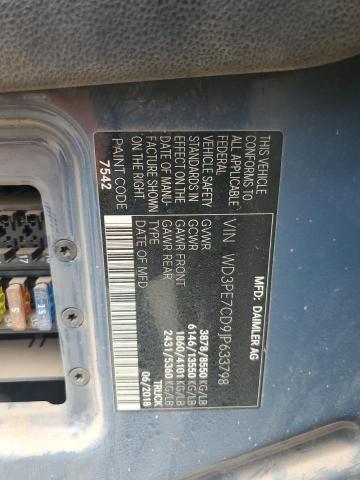 MFD. DAIMLER AG
GVWR 3878/8550 KG/LB
GCWR 6146/13550 KG/LB
GAWR FRONT 1860/4101 KG/LB
GAWR REAR 2431/5360 KG/LB
TYPE TRUCK
DATE OF MFD 06/2018
VIN WD3PE7CD9JP633798
THIS VEHICLE
CONFORMS TO
ALL APPLICABLE
U.S. FEDERAL MOTOR
VEHICLE SAFETY
STANDARDS IN EFFECT ON THE
DATE OF MANU-
FACTURE SHOWN
ON THE RIGHT.
PAINT CODE
7542